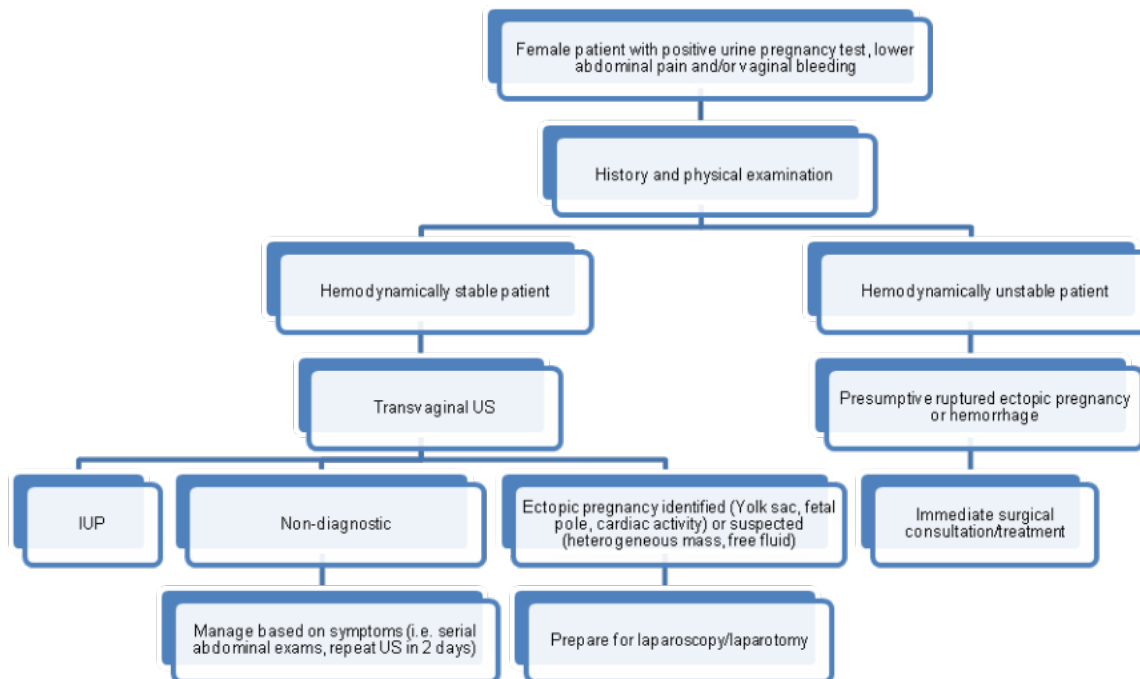 Female patient with positive urine pregnancy test, lower
abdominal pain and/or vaginal bleeding
History and physical examination
Hemodynamically stable patient
Hemodynamically unstable patient
Transvaginal US
Presumptive ruptured ectopic pregnancy
or hemorrhage
IUP
Non-diagnostic
Ectopic pregnancy identified (Yolk sac, fetal
pole, cardiac activity) or suspected
(heterogeneous mass, free fluid)
Immediate surgical
consultation/treatment
Manage based on symptoms (i.e. serial
abdominal exams, repeat US in 2 days)
Prepare for laparoscopy/laparotomy